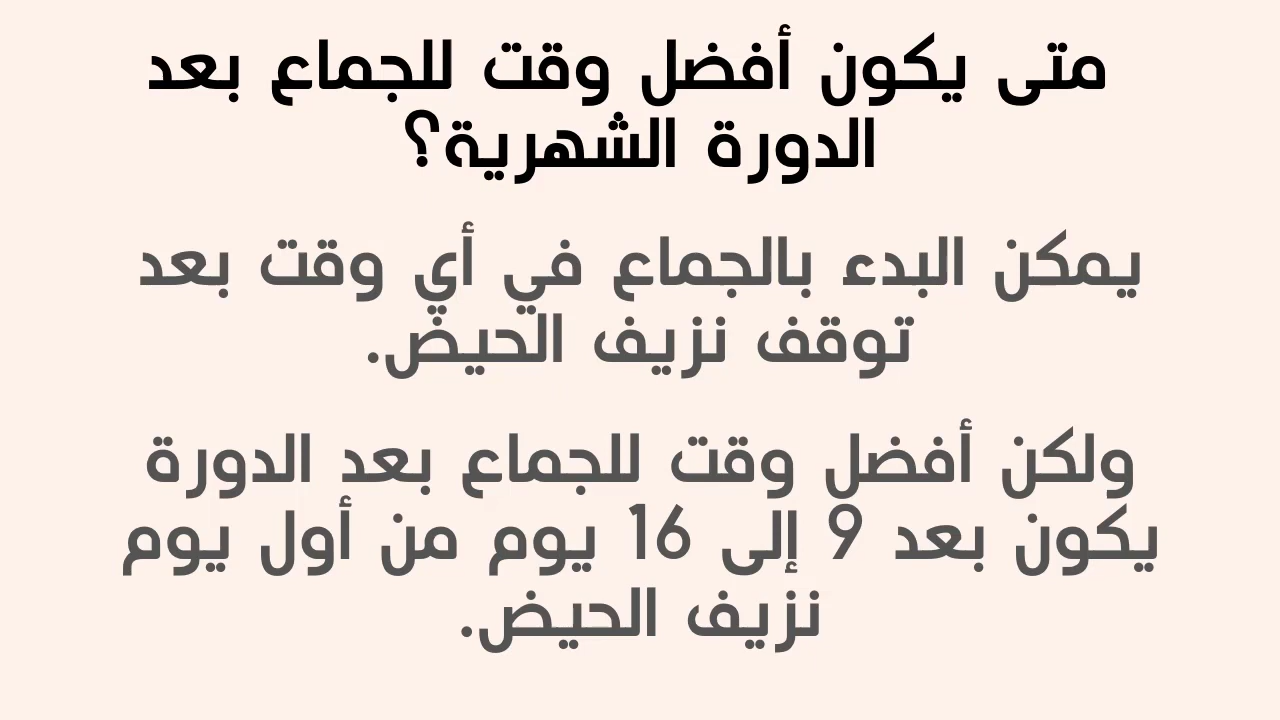 متى يكون أفضل وقت للجماع بعد
الدورة الشهرية؟
يمكن البدء بالجماع في أي وقت بعد
توقف نزيف الحيض.
ولكن أفضل وقت للجماع بعد الدورة
يكون بعد 9 إلى 16 يوم من أول يوم
نزيف الحيض.